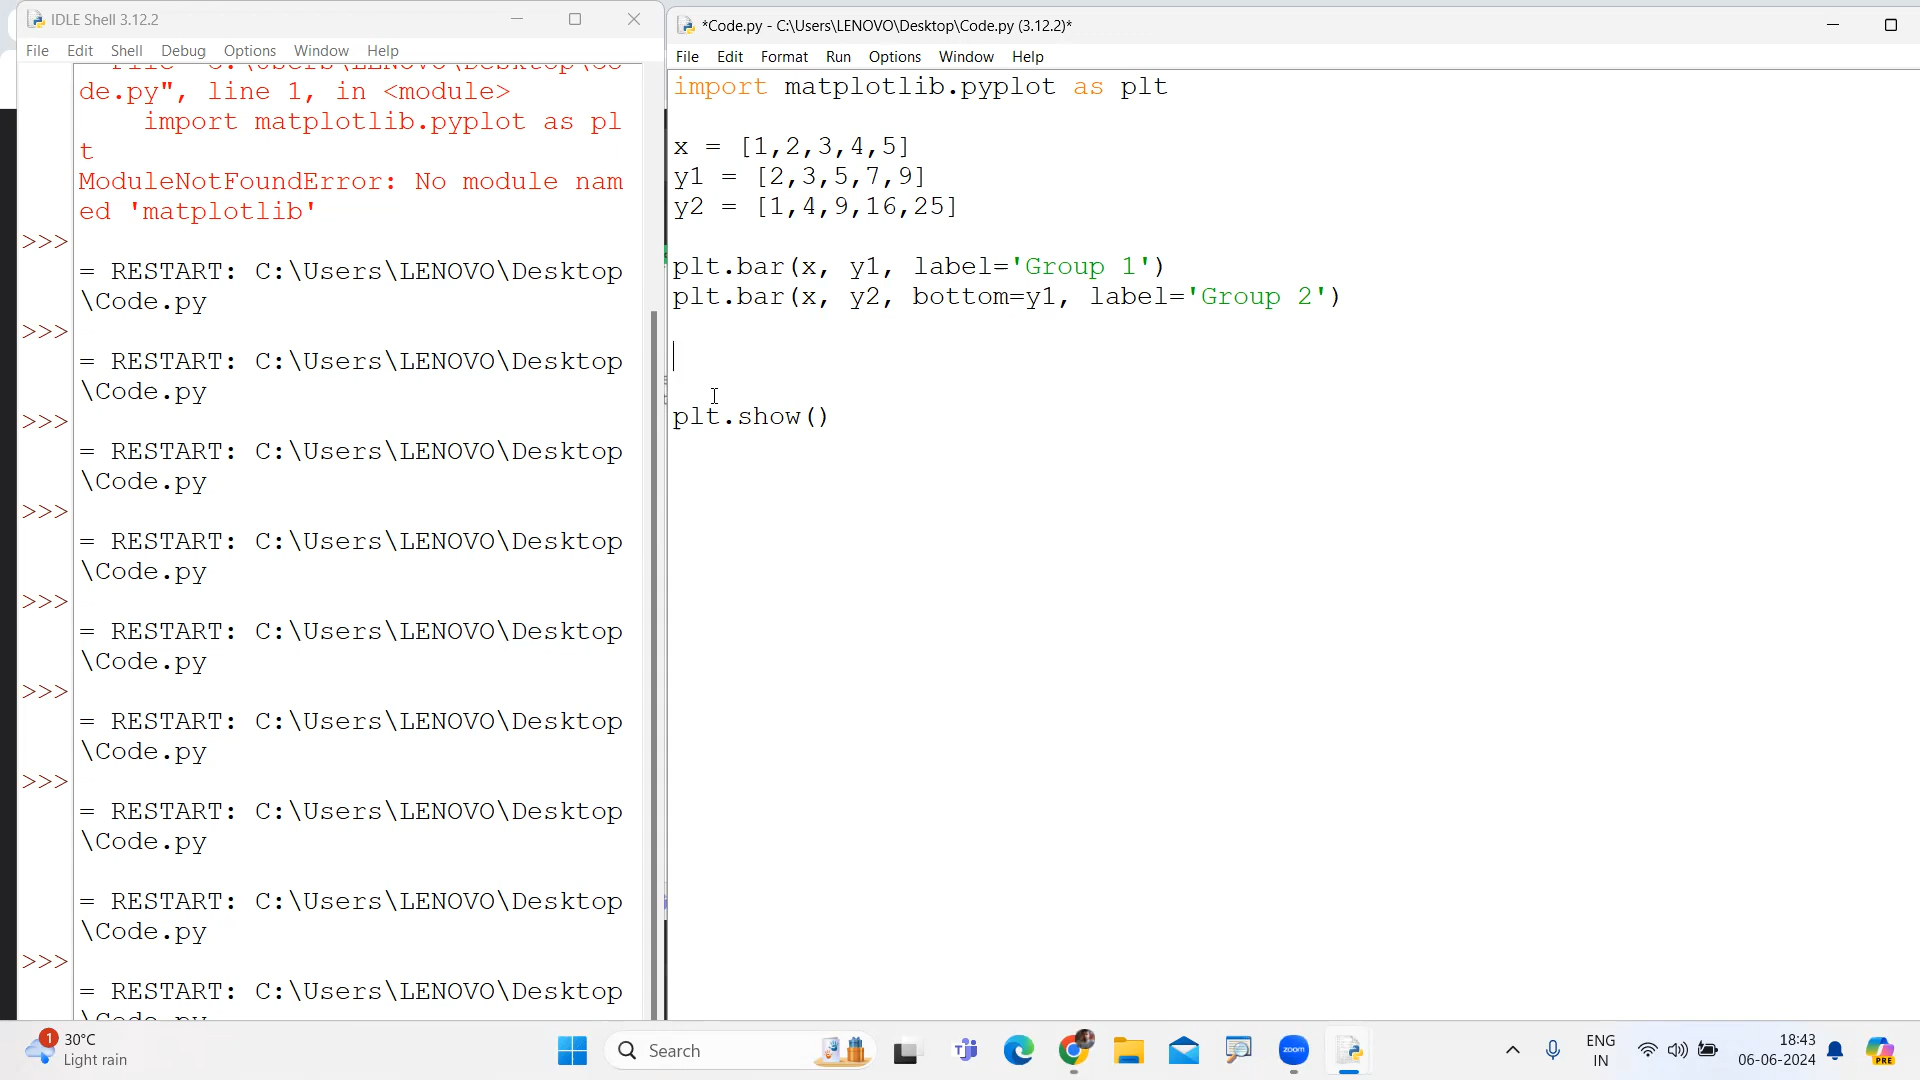 IDLE Shell 3.12.2
File Edit Shell Debug Options Window Help
de.py", line 1, in <module>
import matplotlib.pyplot as pl
t
ModuleNotFoundError: No module nam
ed 'matplotlib'
>>>
= RESTART: C:\Users\LENOVO\Desktop
\Code.py
>>>
= RESTART: C:\Users\LENOVO\Desktop
\Code.py
>>>
= RESTART: C:\Users\LENOVO\Desktop
\Code.py
>>>
= RESTART: C:\Users\LENOVO\Desktop
\Code.py
>>>
= RESTART: C:\Users\LENOVO\Desktop
\Code.py
>>>
= RESTART: C:\Users\LENOVO\Desktop
\Code.py
>>>
= RESTART: C:\Users\LENOVO\Desktop
\Code.py
>>>
= RESTART: C:\Users\LENOVO\Desktop
\Code.py
>>>
= RESTART: C:\Users\LENOVO\Desktop
\Code.py
*Code.py - C:\Users\LENOVO\Desktop\Code.py (3.12.2)*
File Edit Format Run Options Window Help
import matplotlib.pyplot as plt
x = [1,2,3,4,5]
y1 = [2,3,5,7,9]
y2 = [1,4,9,16,25]
plt.bar(x, y1, label='Group 1')
plt.bar(x, y2, bottom=y1, label='Group 2')
plt.show()
1
30°C
Light rain
Search
zoom
ENG
IN
18:43
06-06-2024
PRE